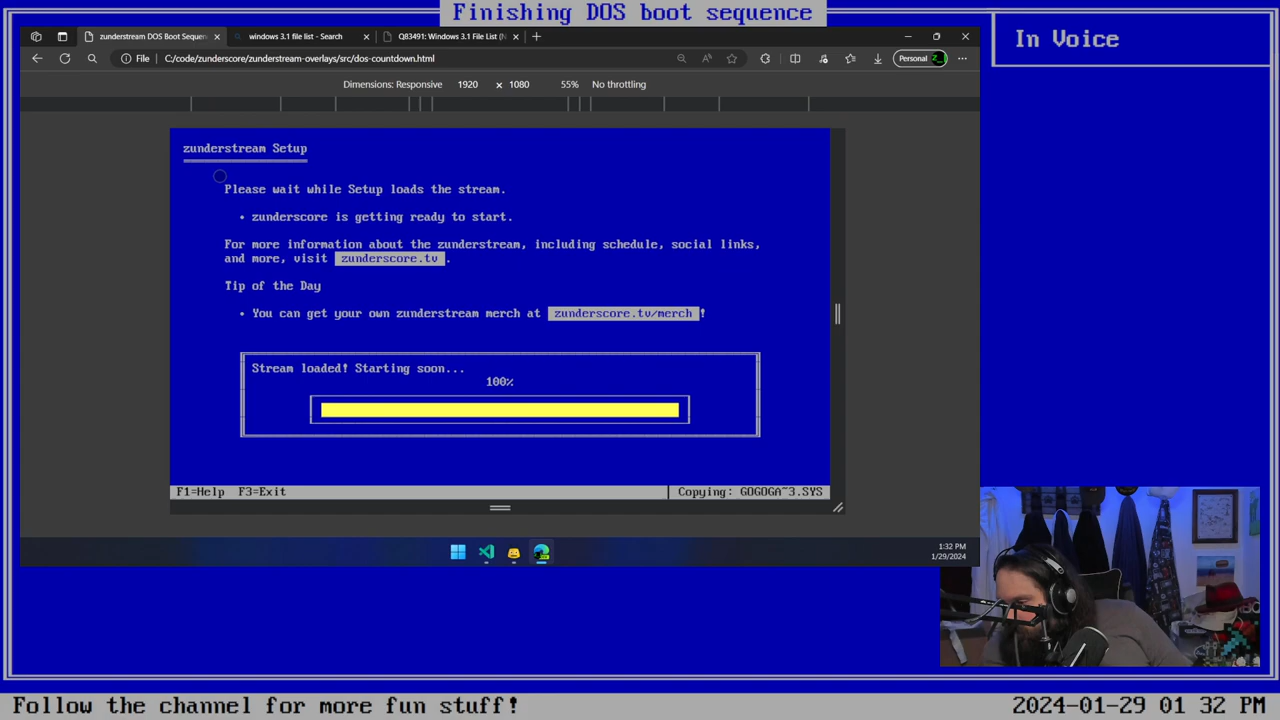 Finishing DOS boot sequence
In Voice
zunderstream DOS Boot Sequen
windows 3.1 file list - Search
Q83491: Windows 3.1 File List (N
File
C:/code/zunderscore/zunderstream-overlays/src/dos-countdown.html
Personal
Dimensions: Responsive 1920 × 1080 55% No throttling
zunderstream Setup
Please wait while Setup loads the stream.
• zunderscore is getting ready to start.
For more information about the zunderstream, including schedule, social links,
and more, visit zunderscore.tv .
Tip of the Day
• You can get your own zunderstream merch at zunderscore.tv/merch !
Stream loaded! Starting soon...
100%
F1=Help F3=Exit
Copying: GOGOGA~3.SYS
1:32 PM
1/29/2024
Follow the channel for more fun stuff!
2024-01-29 01 32 PM